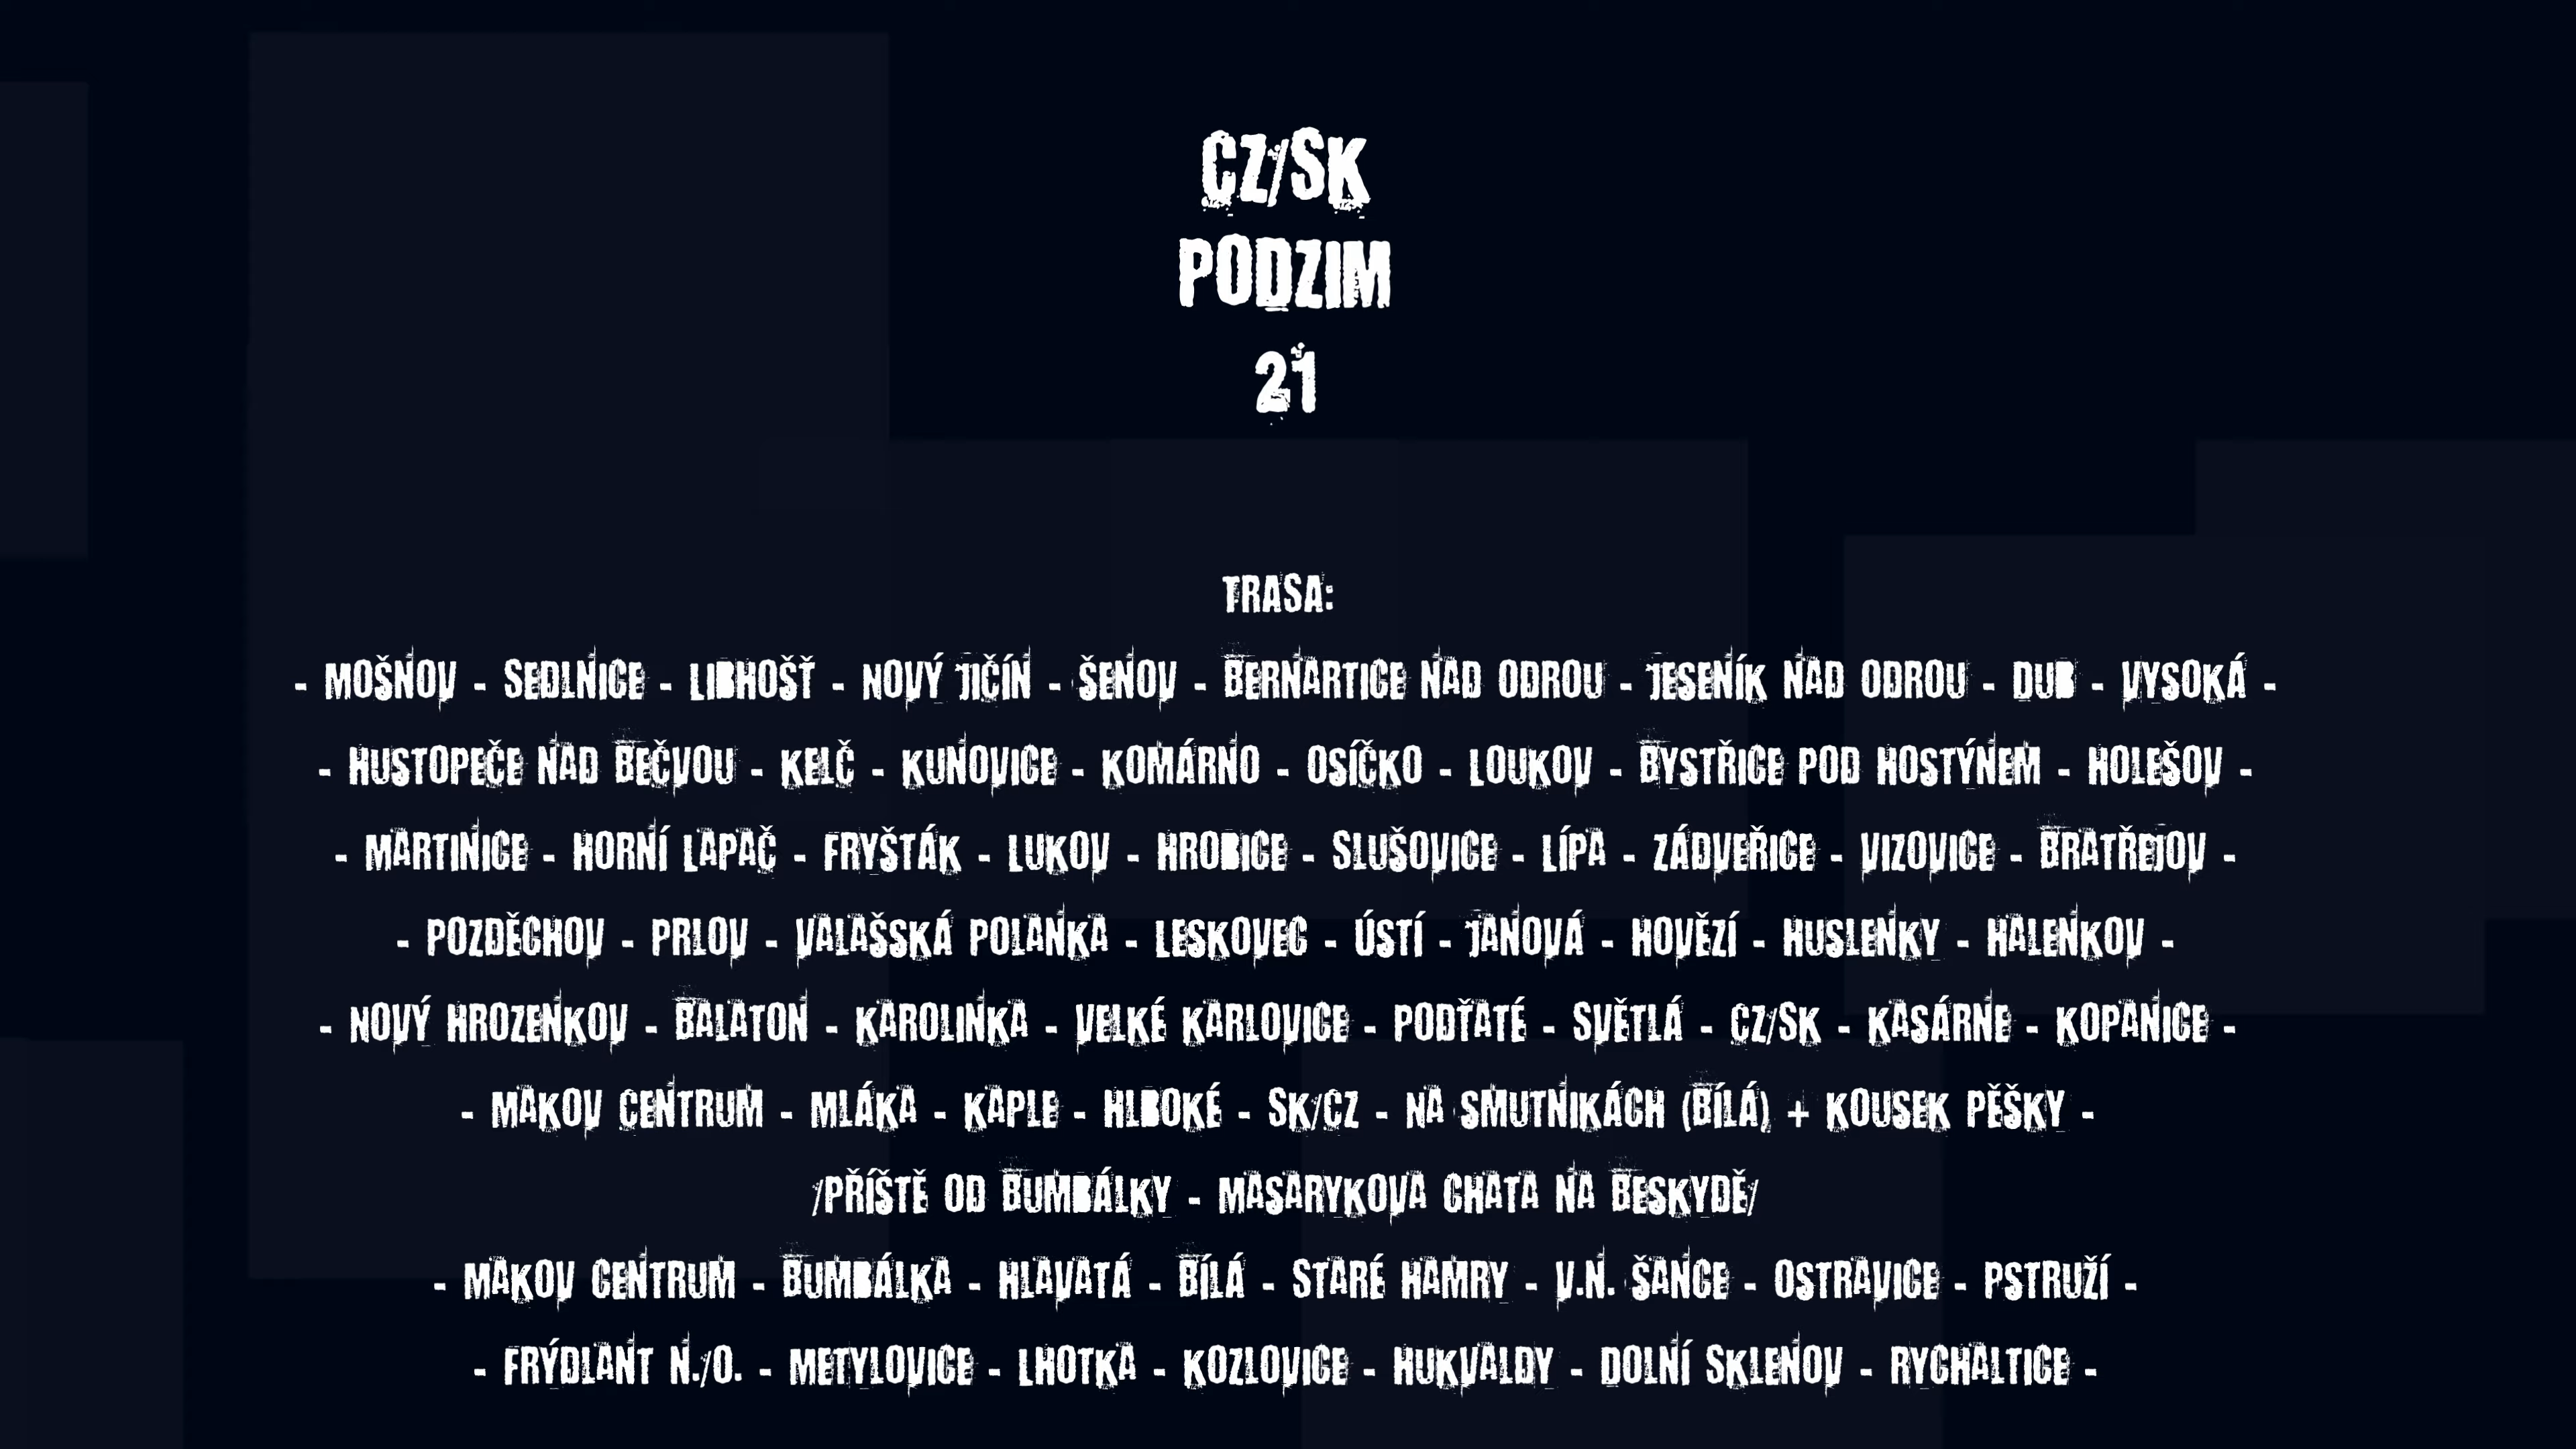 CZ/SK
PODZIM
21
TRASA:
- MOŠNOV - SEDLNICE - LIBHOŠŤ - NOVÝ JIČÍN - ŠENOV - BERNARTICE NAD ODROU - JESENÍK NAD ODROU - DUB - VYSOKÁ -
- HUSTOPEČE NAD BEČVOU - KELČ - KUNOVICE - KOMÁRNO - OSÍČKO - LOUKOV - BYSTŘICE POD HOSTÝNEM - HOLEŠOV -
- MARTINICE - HORNÍ LAPAČ - FRYŠTÁK - LUKOV - HROBICE - SLUŠOVICE - LÍPA - ZÁDVEŘICE - VIZOVICE - BRATŘEJOV -
- POZDĚCHOV - PRLOV - VALAŠSKÁ POLANKA - LESKOVEC - ÚSTÍ - JANOVÁ - HOVĚZÍ - HUSLENKY - HALENKOV -
- NOVÝ HROZENKOV - BALATON - KAROLINKA - VELKÉ KARLOVICE - PODŤATÉ - SVĚTLÁ - CZ/SK - KASÁRNE - KOPANICE -
- MAKOV CENTRUM - MLÁKA - KAPLE - HLBOKÉ - SK/CZ - NA SMUTNIKÁCH (BÍLÁ) + KOUSEK PĚŠKY -
/PŘÍŠTĚ OD BUMBÁLKY - MASARYKOVA CHATA NA BESKYDĚ/
- MAKOV CENTRUM - BUMBÁLKA - HLAVATÁ - BÍLÁ - STARÉ HAMRY - V.N. ŠANCE - OSTRAVICE - PSTRUŽÍ -
- FRÝDLANT N./O. - METYLOVICE - LHOTKA - KOZLOVICE - HUKVALDY - DOLNÍ SKLENOV - RYCHALTICE -